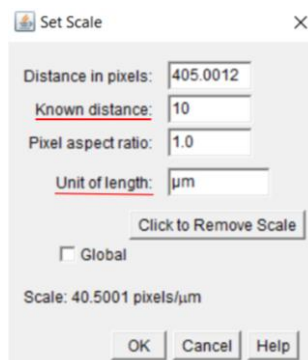 Set Scale
Distance in pixels: 405.0012
Known distance: 10
Pixel aspect ratio: 1.0
Unit of length: µm
Click to Remove Scale
Global
Scale: 40.5001 pixels/µm
OK Cancel Help